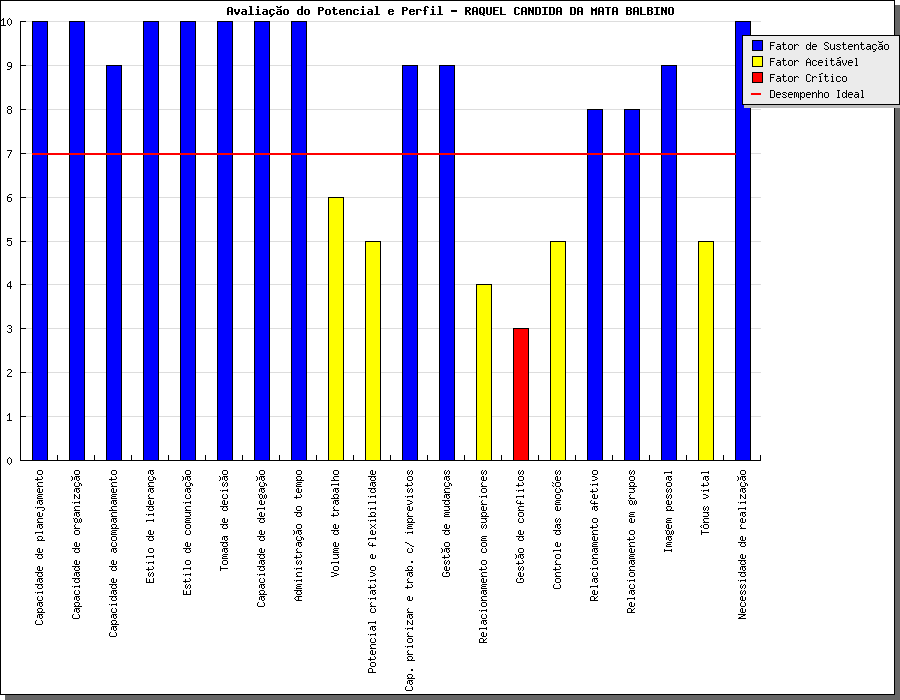 Avaliação do Potencial e Perfil - RAQUEL CANDIDA DA MATA BALBINO
10
9
8
7
6
5
4
3
2
1
0
Fator de Sustentação
Fator Aceitável
Fator Crítico
Desempenho Ideal
Capacidade de planejamento
Capacidade de organização
Capacidade de acompanhamento
Estilo de liderança
Estilo de comunicação
Tomada de decisão
Capacidade de delegação
Administração do tempo
Volume de trabalho
Potencial criativo e flexibilidade
Cap. priorizar e trab. c/ imprevistos
Gestão de mudanças
Relacionamento com superiores
Gestão de conflitos
Controle das emoções
Relacionamento afetivo
Relacionamento em grupos
Imagem pessoal
Tônus vital
Necessidade de realização